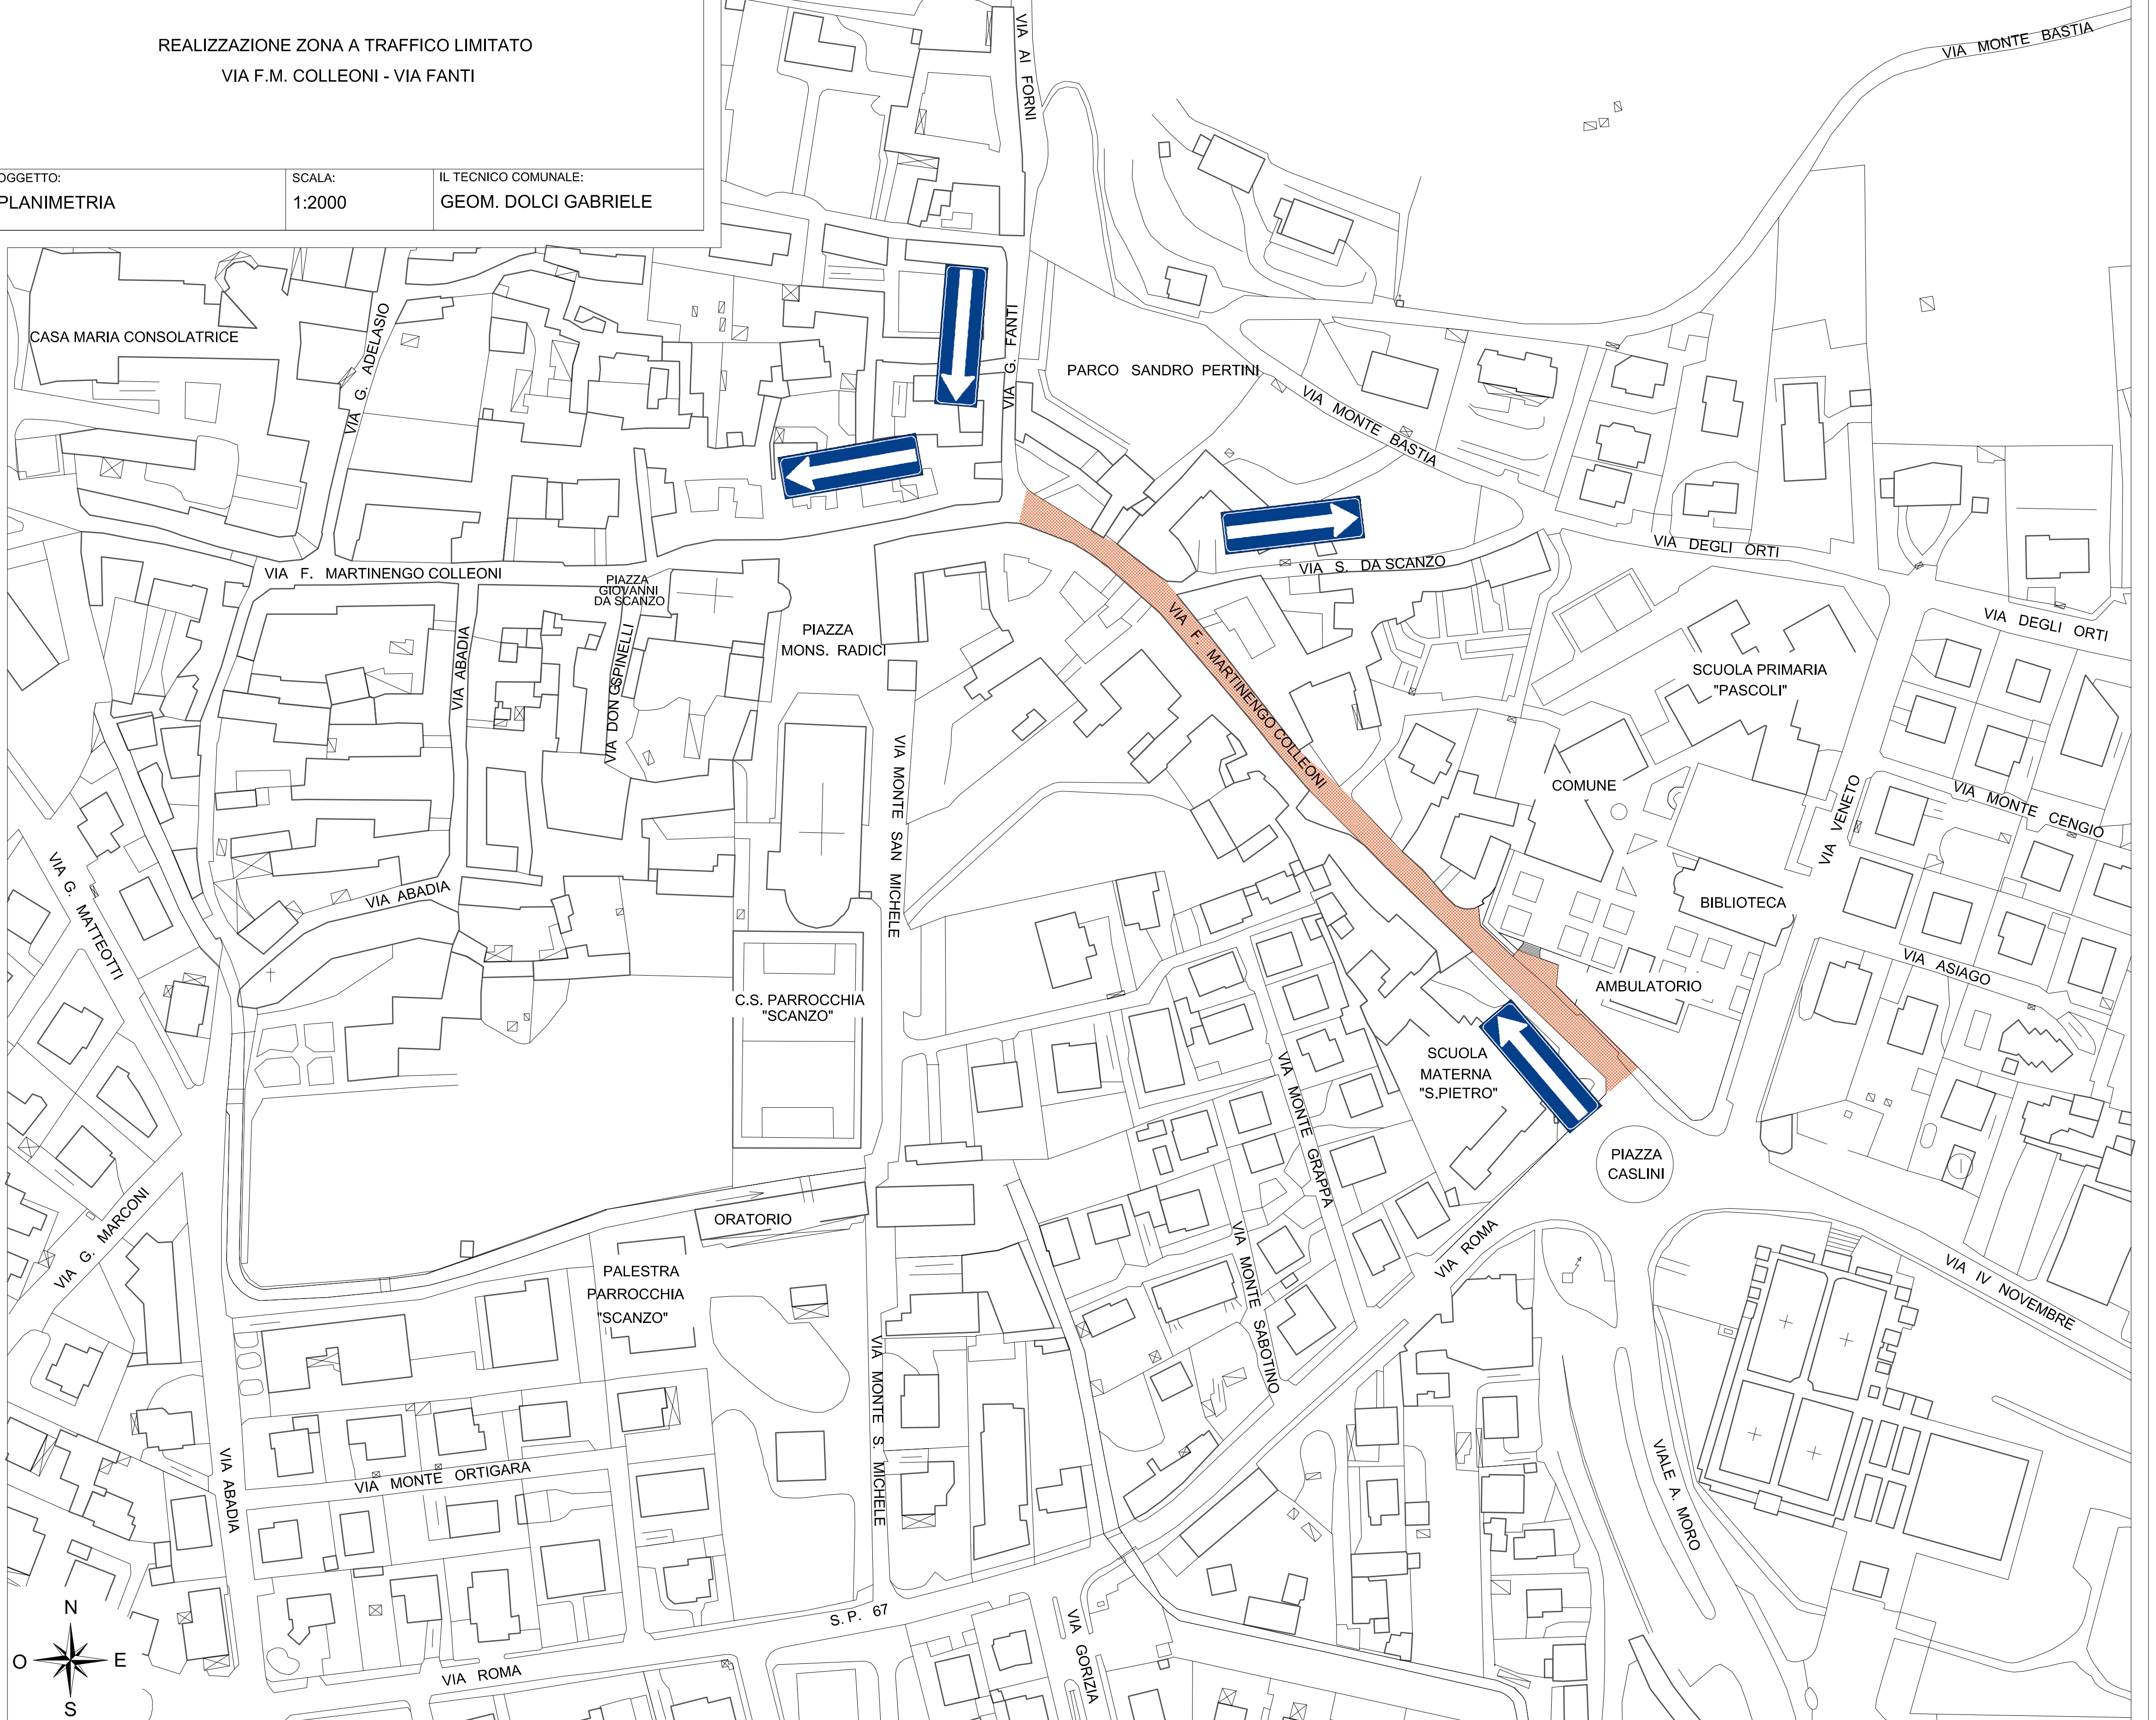 REALIZZAZIONE ZONA A TRAFFICO LIMITATO
VIA F.M. COLLEONI - VIA FANTI
OGGETTO:
PLANIMETRIA
SCALA:
1:2000
IL TECNICO COMUNALE:
GEOM. DOLCI GABRIELE
VIA AI FORNI
VIA MONTE BASTIA
CASA MARIA CONSOLATRICE
VIA G. ADELASIO
VIA G. FANTI
PARCO SANDRO PERTINI
VIA MONTE BASTIA
VIA F. MARTINENGO COLLEONI
PIAZZA
GIOVANNI
DA SCANZO
VIA S. DA SCANZO
VIA DEGLI ORTI
VIA DEGLI ORTI
VIA ABADIA
VIA DON G.SPINELLI
PIAZZA
MONS. RADICI
VIA F. MARTINENGO COLLEONI
SCUOLA PRIMARIA
"PASCOLI"
COMUNE
VIA VENETO
VIA MONTE CENGIO
VIA MONTE SAN MICHELE
VIA G. MATTEOTTI
VIA ABADIA
BIBLIOTECA
VIA ASIAGO
AMBULATORIO
C.S. PARROCCHIA
"SCANZO"
SCUOLA
MATERNA
"S.PIETRO"
VIA MONTE GRAPPA
PIAZZA
CASLINI
VIA G. MARCONI
ORATORIO
PALESTRA
PARROCCHIA
"SCANZO"
VIA MONTE SABOTINO
VIA ROMA
VIA IV NOVEMBRE
VIA MONTE S. MICHELE
VIA ABADIA
VIA MONTE ORTIGARA
VIALE A. MORO
S.P. 67
VIA GORIZIA
VIA ROMA
N
O
E
S